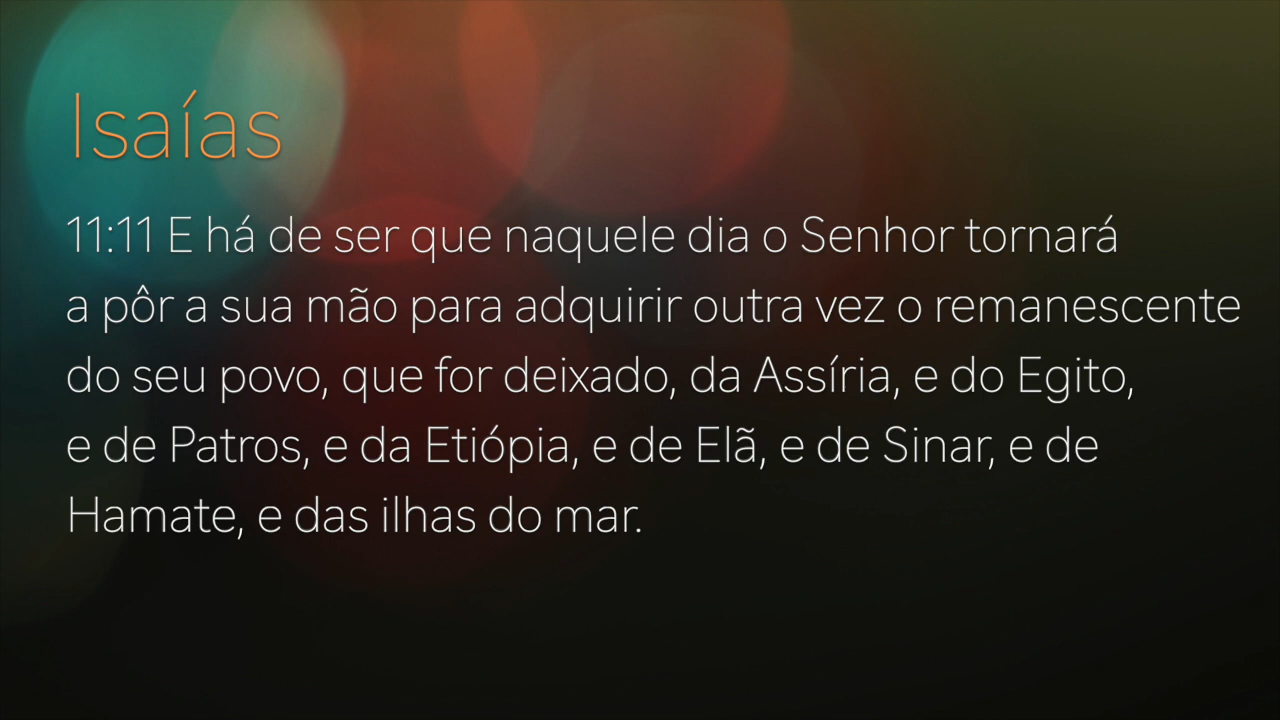 Isaías
11:11 E há de ser que naquele dia o Senhor tornará
a pôr a sua mão para adquirir outra vez o remanescente
do seu povo, que for deixado, da Assíria, e do Egito,
e de Patros, e da Etiópia, e de Elã, e de Sinar, e de
Hamate, e das ilhas do mar.